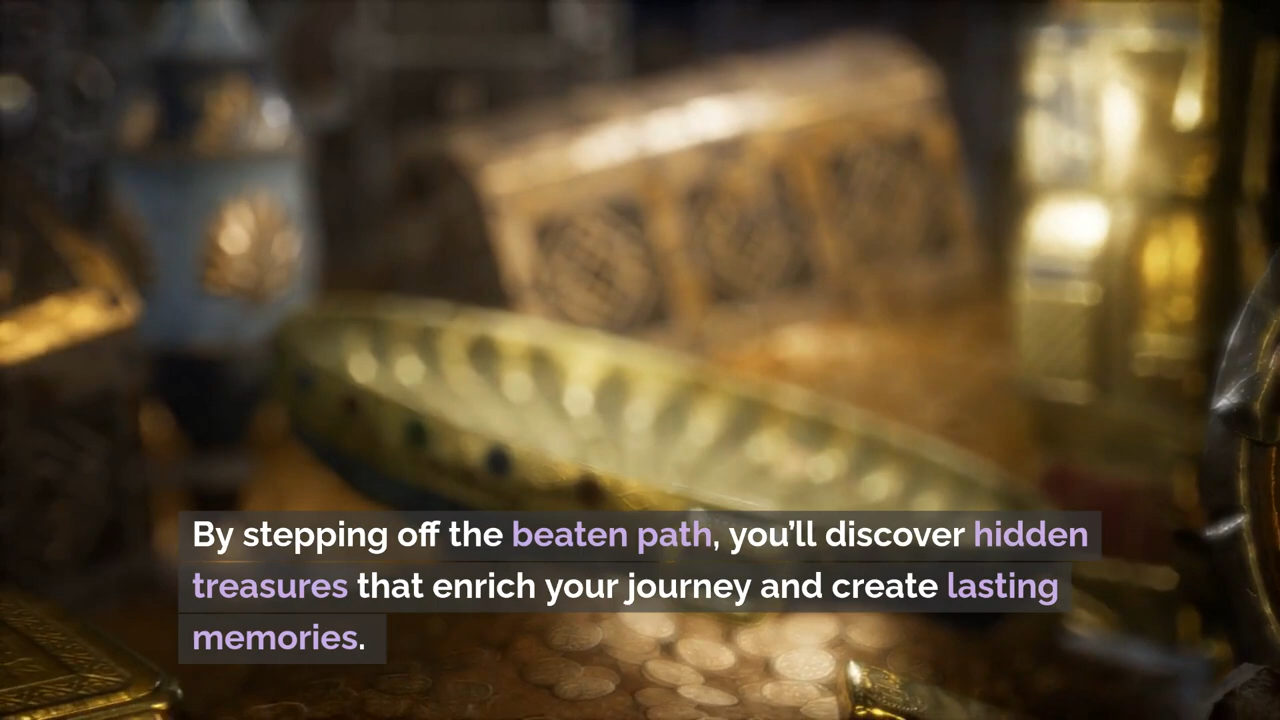 By stepping off the beaten path, you’ll discover hidden
treasures that enrich your journey and create lasting
memories.